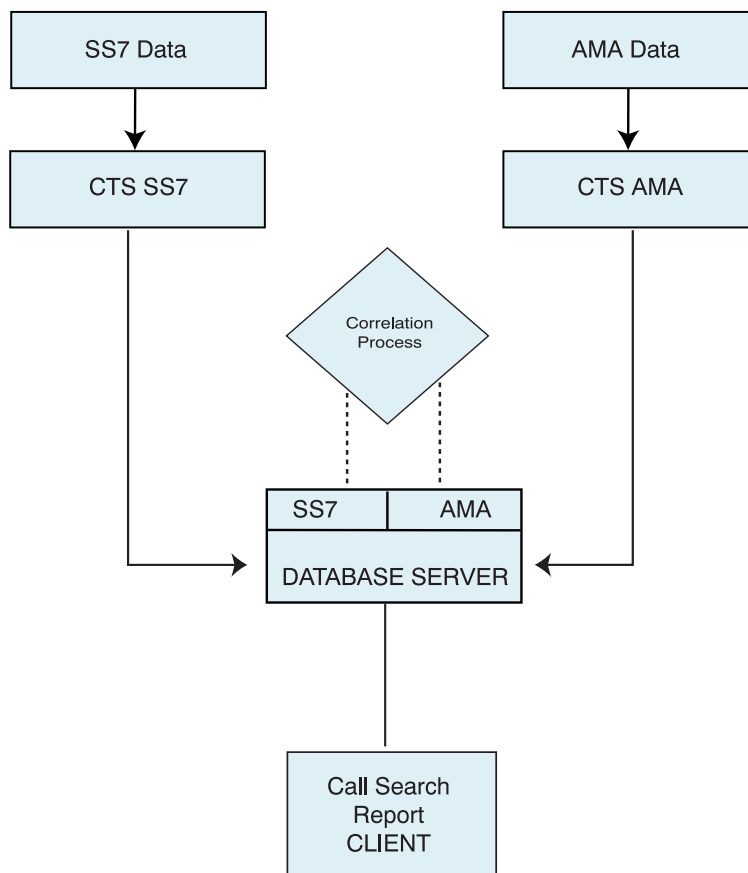 SS7 Data
AMA Data
CTS SS7
CTS AMA
Correlation
Process
SS7
AMA
DATABASE SERVER
Call Search
Report
CLIENT